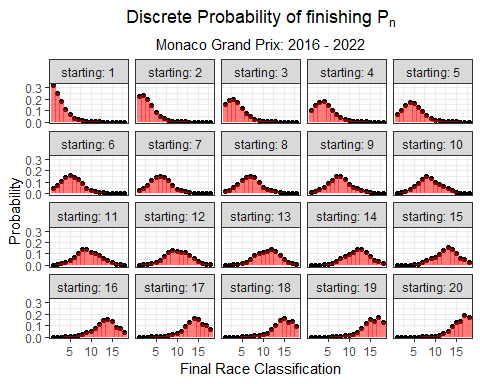 Discrete Probability of finishing Pn
Monaco Grand Prix: 2016 - 2022
starting: 1 starting: 2 starting: 3 starting: 4 starting: 5
0.3
0.2
0.1
0.0
starting: 6 starting: 7 starting: 8 starting: 9 starting: 10
0.3
0.2
0.1
0.0
starting: 11 starting: 12 starting: 13 starting: 14 starting: 15
0.3
0.2
0.1
0.0
starting: 16 starting: 17 starting: 18 starting: 19 starting: 20
0.3
0.2
0.1
0.0
5 10 15 5 10 15 5 10 15 5 10 15 5 10 15
Probability
Final Race Classification